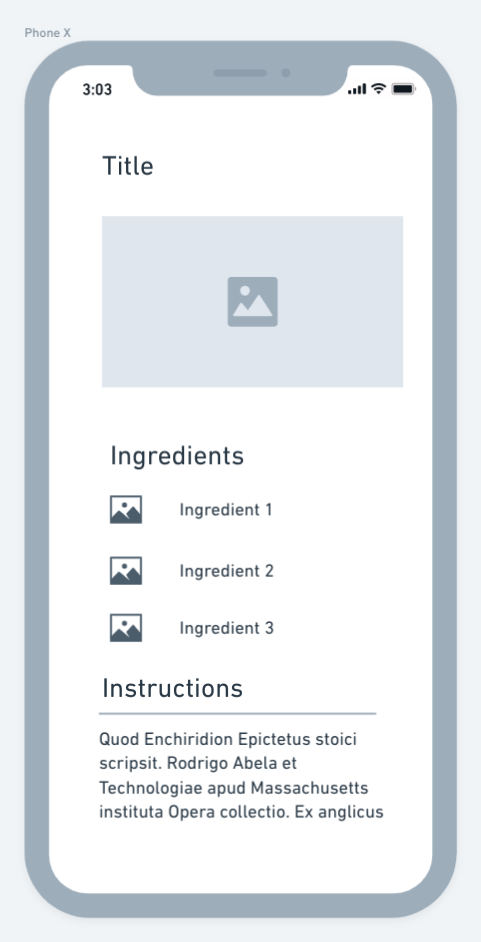 Phone X
3:03
Title
Ingredients
Ingredient 1
Ingredient 2
Ingredient 3
Instructions
Quod Enchiridion Epictetus stoici
scripsit. Rodrigo Abela et
Technologiae apud Massachusetts
instituta Opera collectio. Ex anglicus